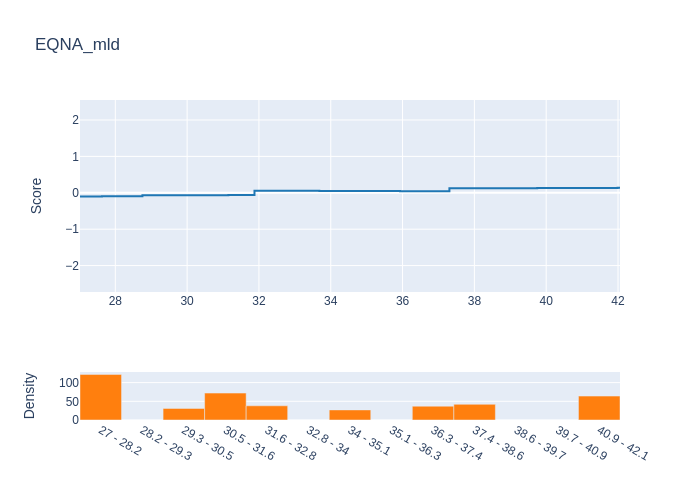 EQNA_mld
Score
2
1
0
−1
−2
28 30 32 34 36 38 40 42
Density
100
50
0
27 - 28.2
28.2 - 29.3
29.3 - 30.5
30.5 - 31.6
31.6 - 32.8
32.8 - 34
34 - 35.1
35.1 - 36.3
36.3 - 37.4
37.4 - 38.6
38.6 - 39.7
39.7 - 40.9
40.9 - 42.1